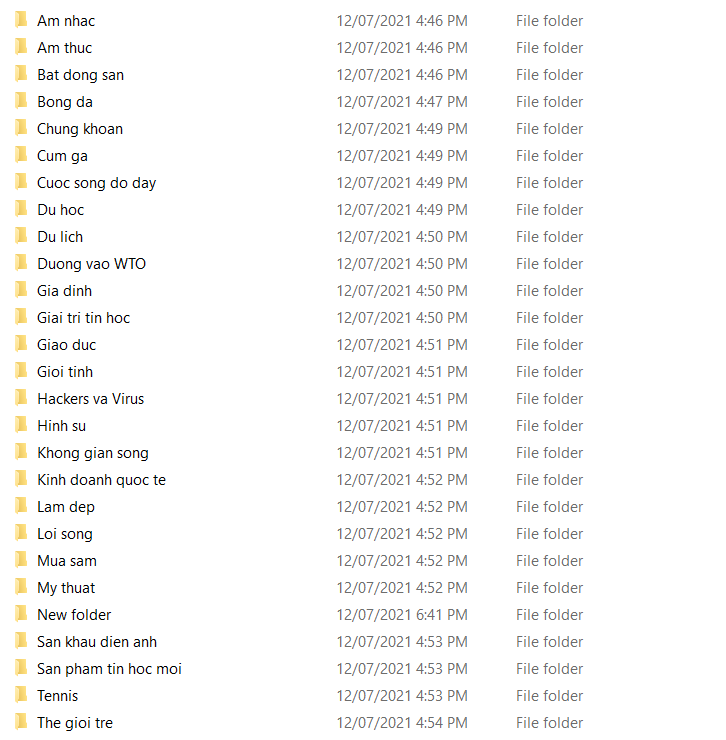 Am nhac 12/07/2021 4:46 PM File folder
Am thuc 12/07/2021 4:46 PM File folder
Bat dong san 12/07/2021 4:46 PM File folder
Bong da 12/07/2021 4:47 PM File folder
Chung khoan 12/07/2021 4:49 PM File folder
Cum ga 12/07/2021 4:49 PM File folder
Cuoc song do day 12/07/2021 4:49 PM File folder
Du hoc 12/07/2021 4:49 PM File folder
Du lich 12/07/2021 4:50 PM File folder
Duong vao WTO 12/07/2021 4:50 PM File folder
Gia dinh 12/07/2021 4:50 PM File folder
Giai tri tin hoc 12/07/2021 4:50 PM File folder
Giao duc 12/07/2021 4:51 PM File folder
Gioi tinh 12/07/2021 4:51 PM File folder
Hackers va Virus 12/07/2021 4:51 PM File folder
Hinh su 12/07/2021 4:51 PM File folder
Khong gian song 12/07/2021 4:51 PM File folder
Kinh doanh quoc te 12/07/2021 4:52 PM File folder
Lam dep 12/07/2021 4:52 PM File folder
Loi song 12/07/2021 4:52 PM File folder
Mua sam 12/07/2021 4:52 PM File folder
My thuat 12/07/2021 4:52 PM File folder
New folder 12/07/2021 6:41 PM File folder
San khau dien anh 12/07/2021 4:53 PM File folder
San pham tin hoc moi 12/07/2021 4:53 PM File folder
Tennis 12/07/2021 4:53 PM File folder
The gioi tre 12/07/2021 4:54 PM File folder